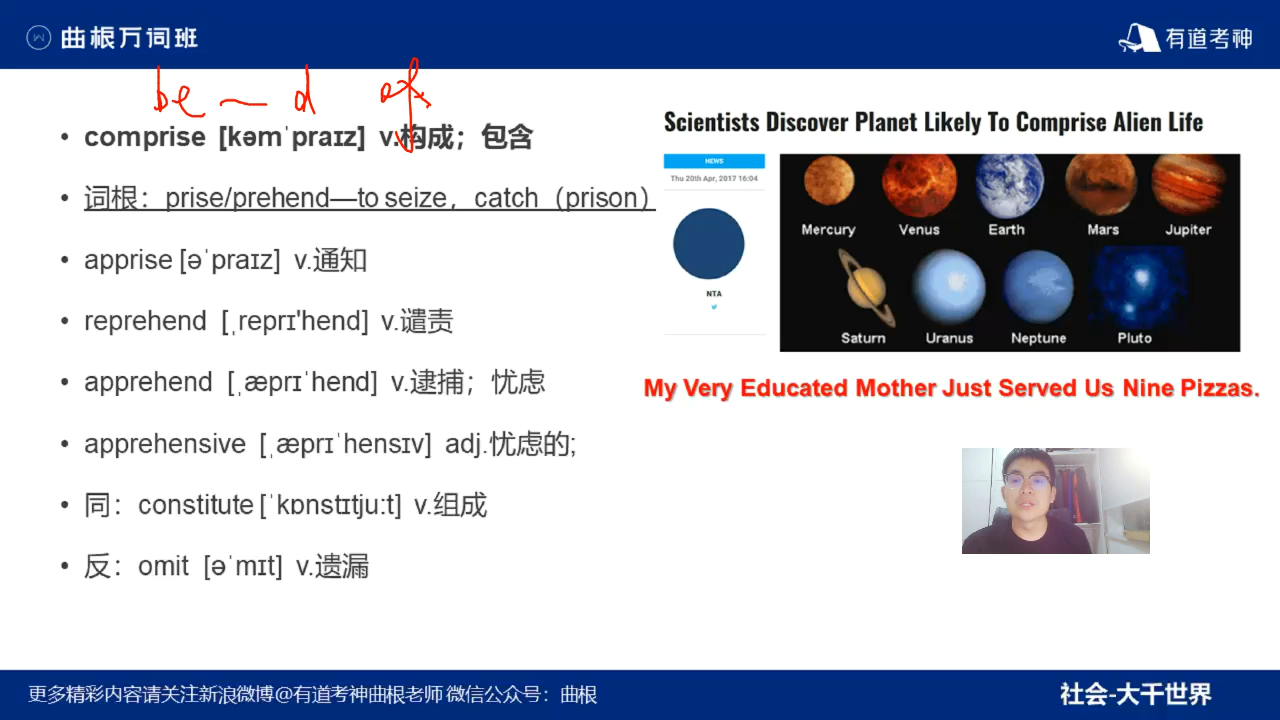 曲根万词班
有道考神
be ~ d of
• comprise [kəmˈpraɪz] v.构成；包含
• 词根：prise/prehend—to seize，catch（prison）
• apprise [əˈpraɪz] v.通知
• reprehend [ˌreprɪ'hend] v.谴责
• apprehend [ˌæprɪˈhend] v.逮捕；忧虑
• apprehensive [ˌæprɪˈhensɪv] adj.忧虑的;
• 同：constitute [ˈkɒnstɪtjuːt] v.组成
• 反：omit [əˈmɪt] v.遗漏
Scientists Discover Planet Likely To Comprise Alien Life
NEWS
Thu 20th Apr, 2017 16:04
NTA
Mercury Venus Earth Mars Jupiter
Saturn Uranus Neptune Pluto
My Very Educated Mother Just Served Us Nine Pizzas.
更多精彩内容请关注新浪微博@有道考神曲根老师 微信公众号：曲根
社会-大千世界